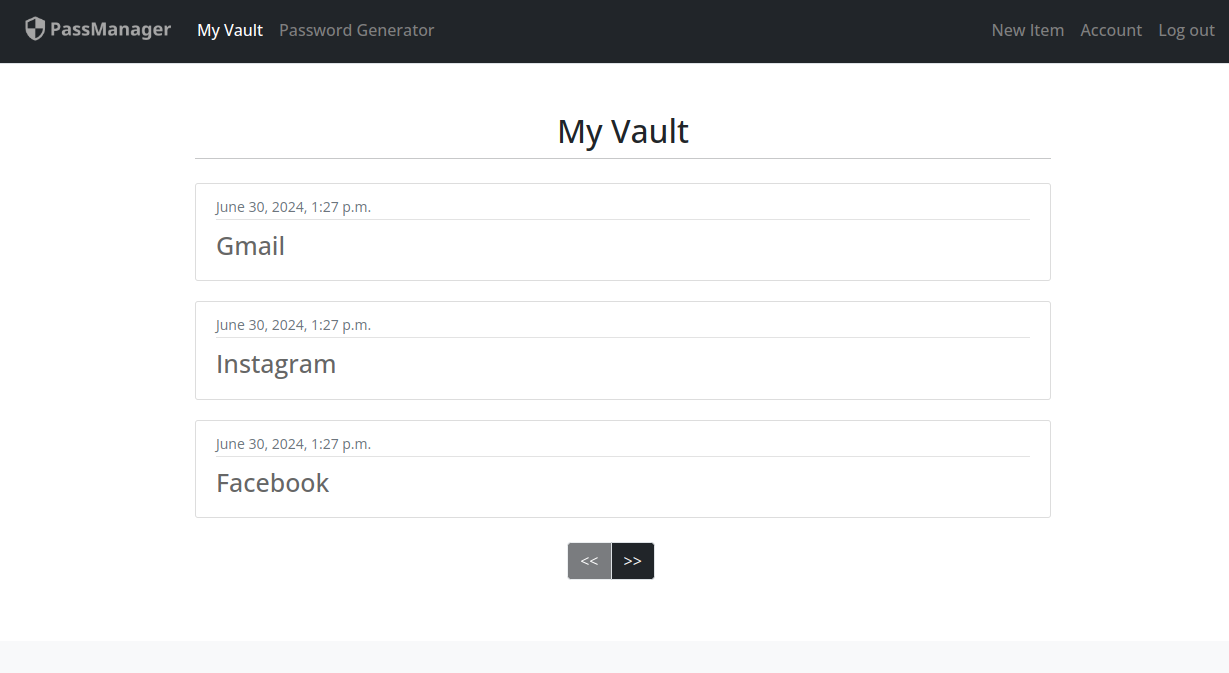 PassManager My Vault Password Generator New Item Account Log out
My Vault
June 30, 2024, 1:27 p.m.
Gmail
June 30, 2024, 1:27 p.m.
Instagram
June 30, 2024, 1:27 p.m.
Facebook
<< >>